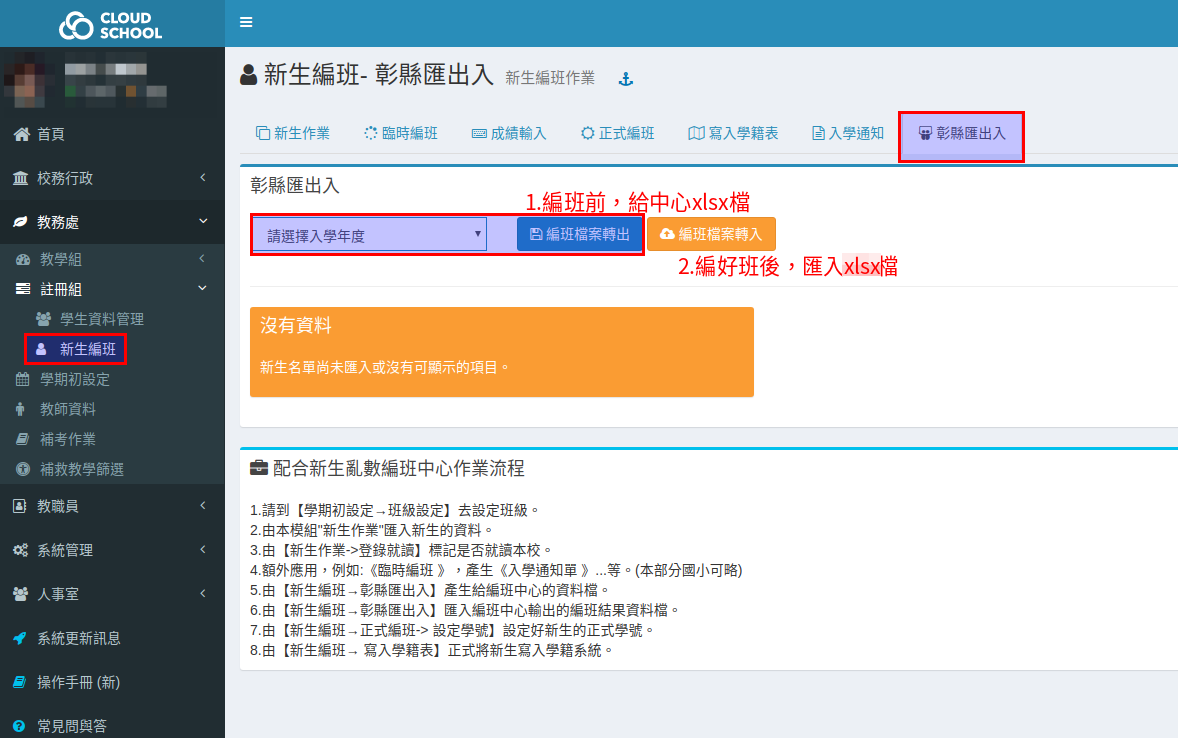 CLOUD
SCHOOL
首頁
校務行政
教務處
教學組
註冊組
學生資料管理
新生編班
學期初設定
教師資料
補考作業
補救教學篩選
教職員
系統管理
人事室
系統更新訊息
操作手冊 (新)
常見問與答
新生編班- 彰縣匯出入 新生編班作業
新生作業 臨時編班 成績輸入 正式編班 寫入學籍表 入學通知 彰縣匯出入
彰縣匯出入
1.編班前，給中心xlsx檔
請選擇入學年度 編班檔案轉出 編班檔案轉入
2.編好班後，匯入xlsx檔
沒有資料
新生名單尚未匯入或沒有可顯示的項目。
配合新生亂數編班中心作業流程
1.請到【學期初設定→班級設定】去設定班級。
2.由本模組"新生作業"匯入新生的資料。
3.由【新生作業->登錄就讀】標記是否就讀本校。
4.額外應用，例如:《臨時編班 》，產生《入學通知單 》...等。(本部分國小可略)
5.由【新生編班→彰縣匯出入】產生給編班中心的資料檔。
6.由【新生編班→彰縣匯出入】匯入編班中心輸出的編班結果資料檔。
7.由【新生編班→正式編班-> 設定學號】設定好新生的正式學號。
8.由【新生編班→ 寫入學籍表】正式將新生寫入學籍系統。